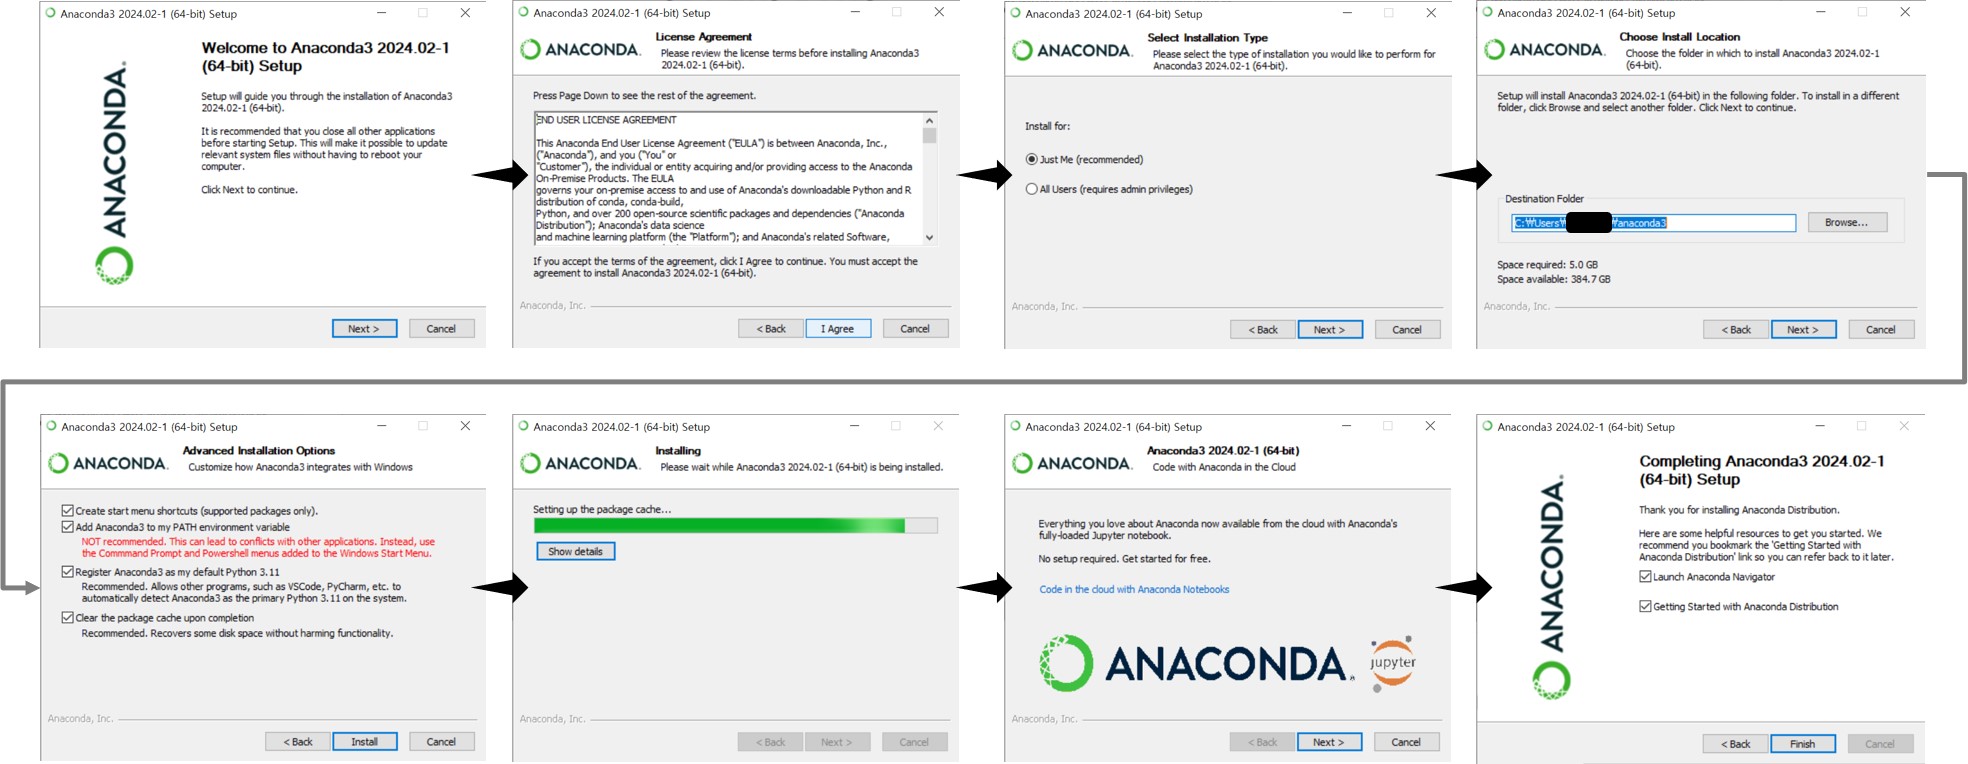 Anaconda3 2024.02-1 (64-bit) Setup
ANACONDA.
Welcome to Anaconda3 2024.02-1
(64-bit) Setup
Setup will guide you through the installation of Anaconda3
2024.02-1 (64-bit).
It is recommended that you close all other applications
before starting Setup. This will make it possible to update
relevant system files without having to reboot your
computer.
Click Next to continue.
Next >
Cancel
Anaconda3 2024.02-1 (64-bit) Setup
ANACONDA.
License Agreement
Please review the license terms before installing Anaconda3
2024.02-1 (64-bit).
Press Page Down to see the rest of the agreement.
END USER LICENSE AGREEMENT
This Anaconda End User License Agreement ("EULA") is between Anaconda, Inc.,
("Anaconda"), and you ("You" or
"Customer"), the individual or entity acquiring and/or providing access to the Anaconda
On-Premise Products. The EULA
governs your on-premise access to and use of Anaconda's downloadable Python and R
distribution of conda, conda-build,
Python, and over 200 open-source scientific packages and dependencies ("Anaconda
Distribution"); Anaconda's data science
and machine learning platform (the "Platform"); and Anaconda's related Software,
If you accept the terms of the agreement, click I Agree to continue. You must accept the
agreement to install Anaconda3 2024.02-1 (64-bit).
Anaconda, Inc.
< Back
I Agree
Cancel
Anaconda3 2024.02-1 (64-bit) Setup
ANACONDA.
Select Installation Type
Please select the type of installation you would like to perform for
Anaconda3 2024.02-1 (64-bit).
Install for:
Just Me (recommended)
All Users (requires admin privileges)
Anaconda, Inc.
< Back
Next >
Cancel
Anaconda3 2024.02-1 (64-bit) Setup
ANACONDA.
Choose Install Location
Choose the folder in which to install Anaconda3 2024.02-1
(64-bit).
Setup will install Anaconda3 2024.02-1 (64-bit) in the following folder. To install in a different
folder, click Browse and select another folder. Click Next to continue.
Destination Folder
C:₩Users₩ ₩anaconda3
Browse...
Space required: 5.0 GB
Space available: 384.7 GB
Anaconda, Inc.
< Back
Next >
Cancel
Anaconda3 2024.02-1 (64-bit) Setup
ANACONDA.
Advanced Installation Options
Customize how Anaconda3 integrates with Windows
Create start menu shortcuts (supported packages only).
Add Anaconda3 to my PATH environment variable
NOT recommended. This can lead to conflicts with other applications. Instead, use
the Commmand Prompt and Powershell menus added to the Windows Start Menu.
Register Anaconda3 as my default Python 3.11
Recommended. Allows other programs, such as VSCode, PyCharm, etc. to
automatically detect Anaconda3 as the primary Python 3.11 on the system.
Clear the package cache upon completion
Recommended. Recovers some disk space without harming functionality.
Anaconda, Inc.
< Back
Install
Cancel
Anaconda3 2024.02-1 (64-bit) Setup
ANACONDA.
Installing
Please wait while Anaconda3 2024.02-1 (64-bit) is being installed.
Setting up the package cache...
Show details
Anaconda, Inc.
< Back
Next >
Cancel
Anaconda3 2024.02-1 (64-bit) Setup
ANACONDA.
Anaconda3 2024.02-1 (64-bit)
Code with Anaconda in the Cloud
Everything you love about Anaconda now available from the cloud with Anaconda's
fully-loaded Jupyter notebook.
No setup required. Get started for free.
Code in the cloud with Anaconda Notebooks
ANACONDA.
jupyter
Anaconda, Inc.
< Back
Next >
Cancel
Anaconda3 2024.02-1 (64-bit) Setup
ANACONDA.
Completing Anaconda3 2024.02-1
(64-bit) Setup
Thank you for installing Anaconda Distribution.
Here are some helpful resources to get you started. We
recommend you bookmark the 'Getting Started with
Anaconda Distribution' link so you can refer back to it later.
Launch Anaconda Navigator
Getting Started with Anaconda Distribution
< Back
Finish
Cancel